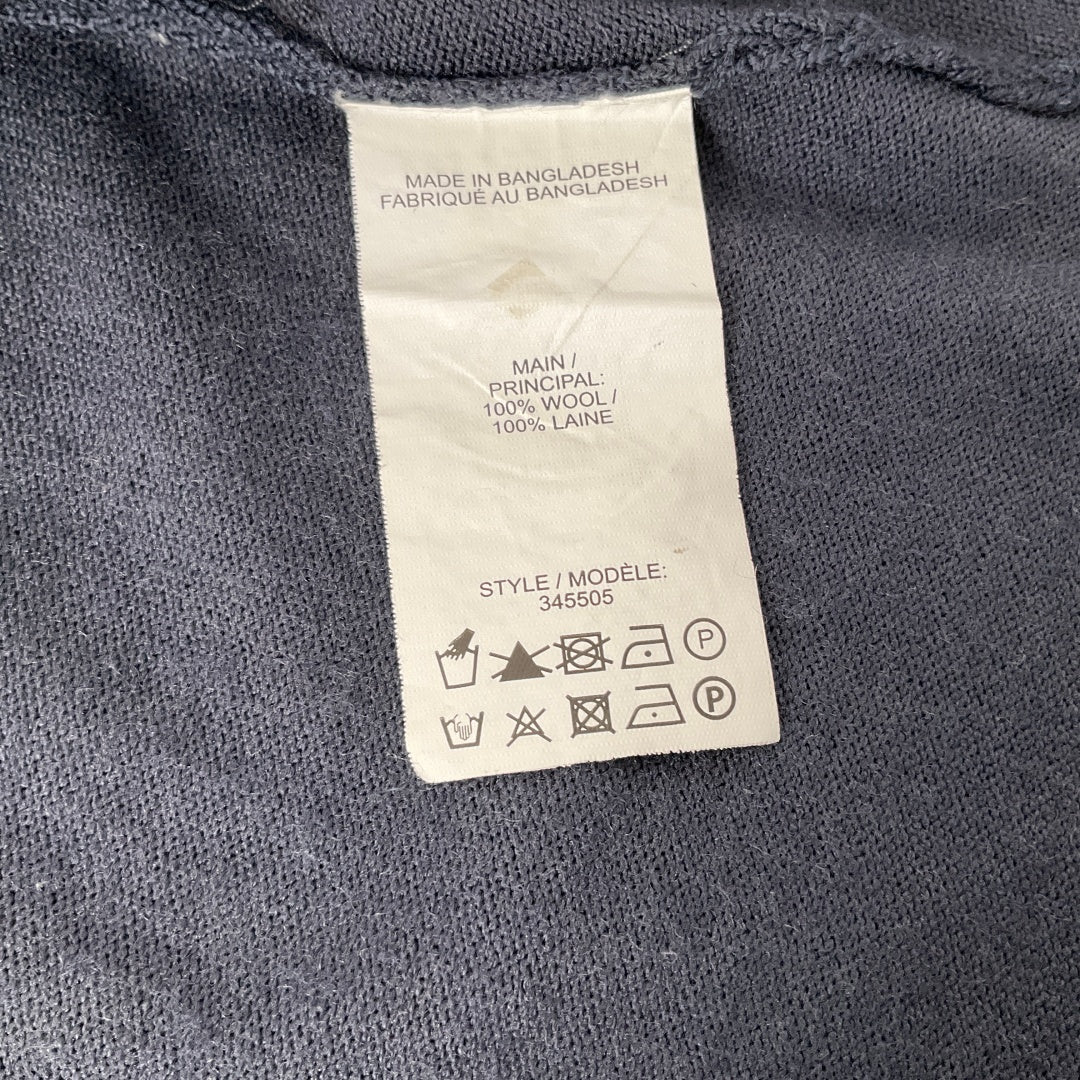 MADE IN BANGLADESH
FABRIQUÉ AU BANGLADESH
MAIN /
PRINCIPAL:
100% WOOL /
100% LAINE
STYLE / MODÈLE:
345505
P
P